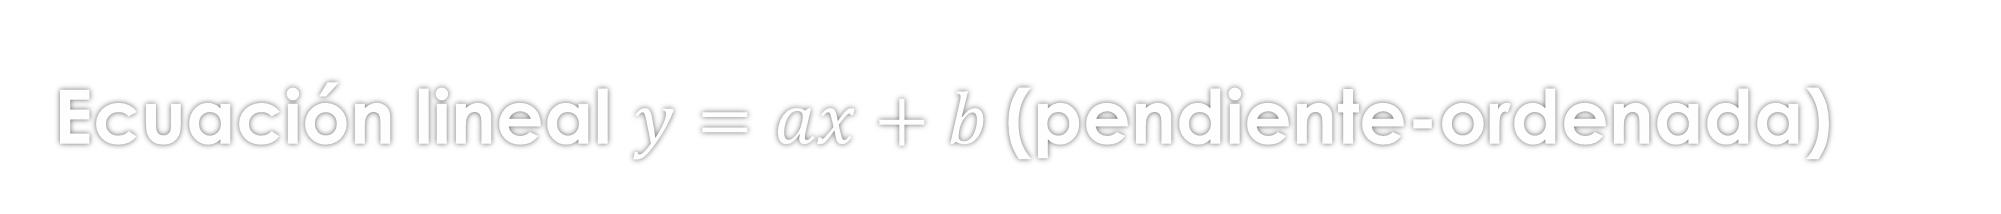 Ecuación lineal y = ax + b (pendiente-ordenada)